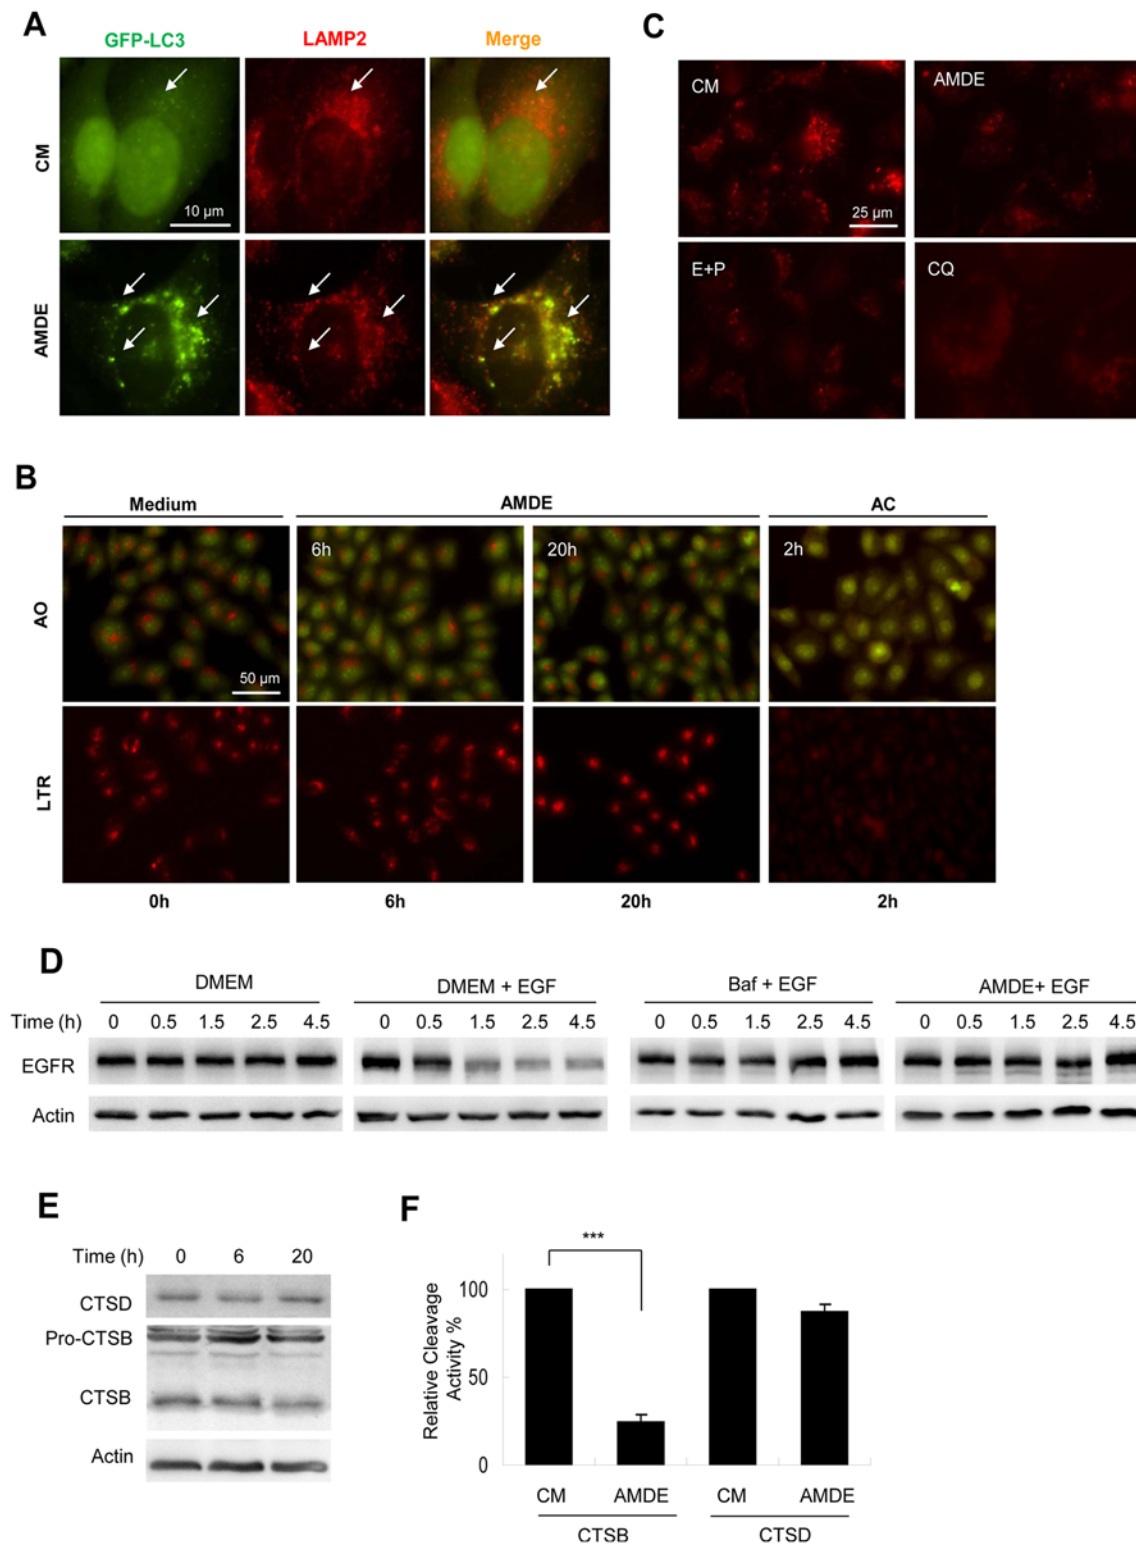 A
GFP-LC3 LAMP2 Merge
CM
10 µm
AMDE
C
CM AMDE
25 µm
E+P CQ
B
Medium AMDE AC
6h 20h 2h
AO
50 µm
LTR
0h 6h 20h 2h
D
DMEM DMEM + EGF Baf + EGF AMDE+ EGF
Time (h) 0 0.5 1.5 2.5 4.5 0 0.5 1.5 2.5 4.5 0 0.5 1.5 2.5 4.5 0 0.5 1.5 2.5 4.5
EGFR
Actin
E
Time (h) 0 6 20
CTSD
Pro-CTSB
CTSB
Actin
F
***
Relative Cleavage
Activity %
100
50
0
CM AMDE CM AMDE
CTSB CTSD